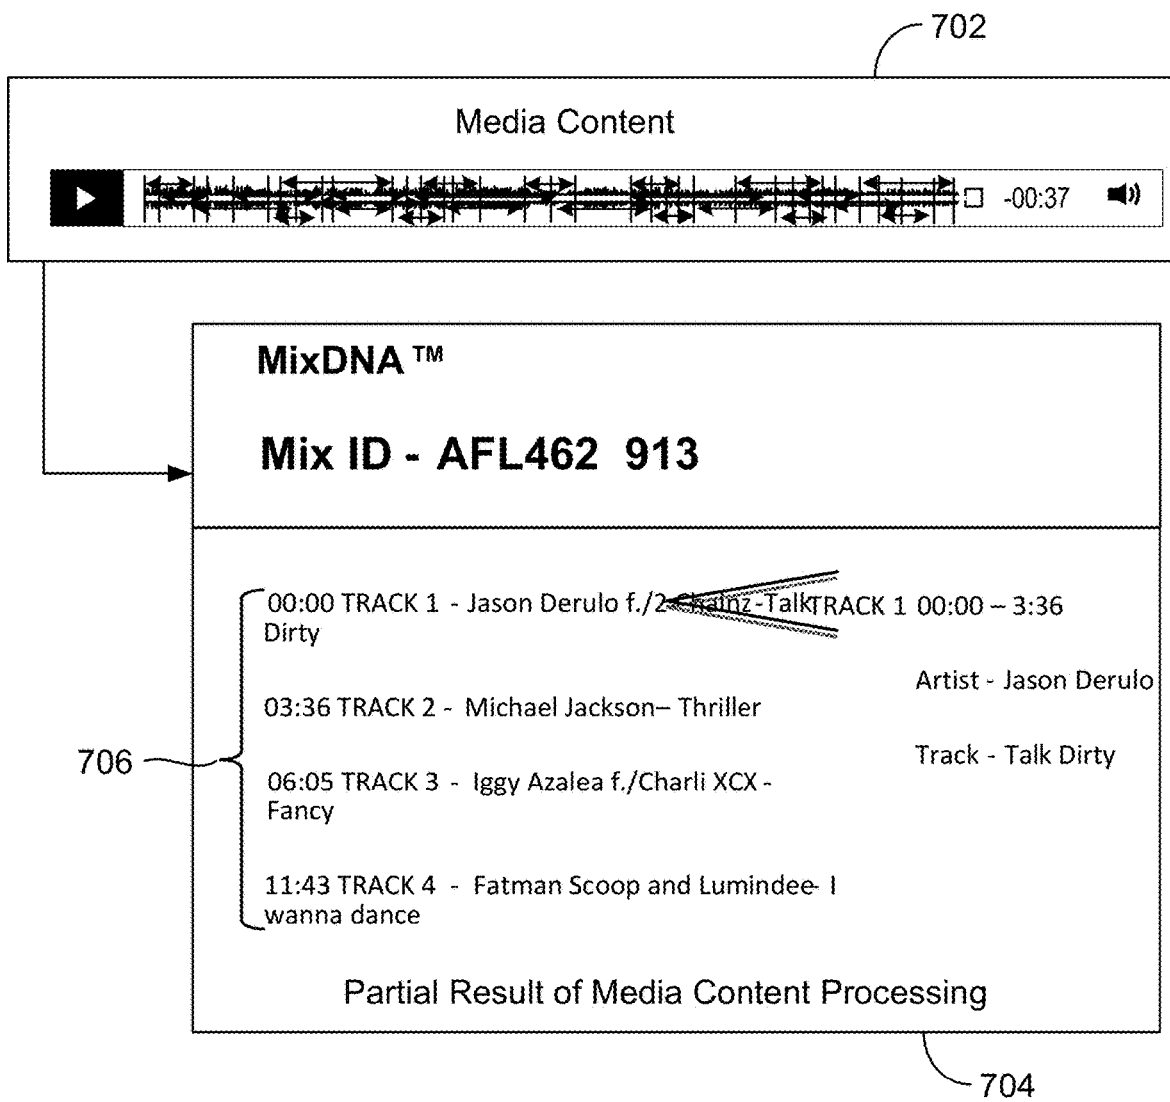 702
Media Content
-00:37
MixDNA™
Mix ID - AFL462 913
00:00 TRACK 1 - Jason Derulo f./2 Chainz-Talk
Dirty
TRACK 1 00:00 – 3:36
Artist - Jason Derulo
Track - Talk Dirty
03:36 TRACK 2 - Michael Jackson– Thriller
706
06:05 TRACK 3 - Iggy Azalea f./Charli XCX -
Fancy
11:43 TRACK 4 - Fatman Scoop and Lumindee- I
wanna dance
Partial Result of Media Content Processing
704